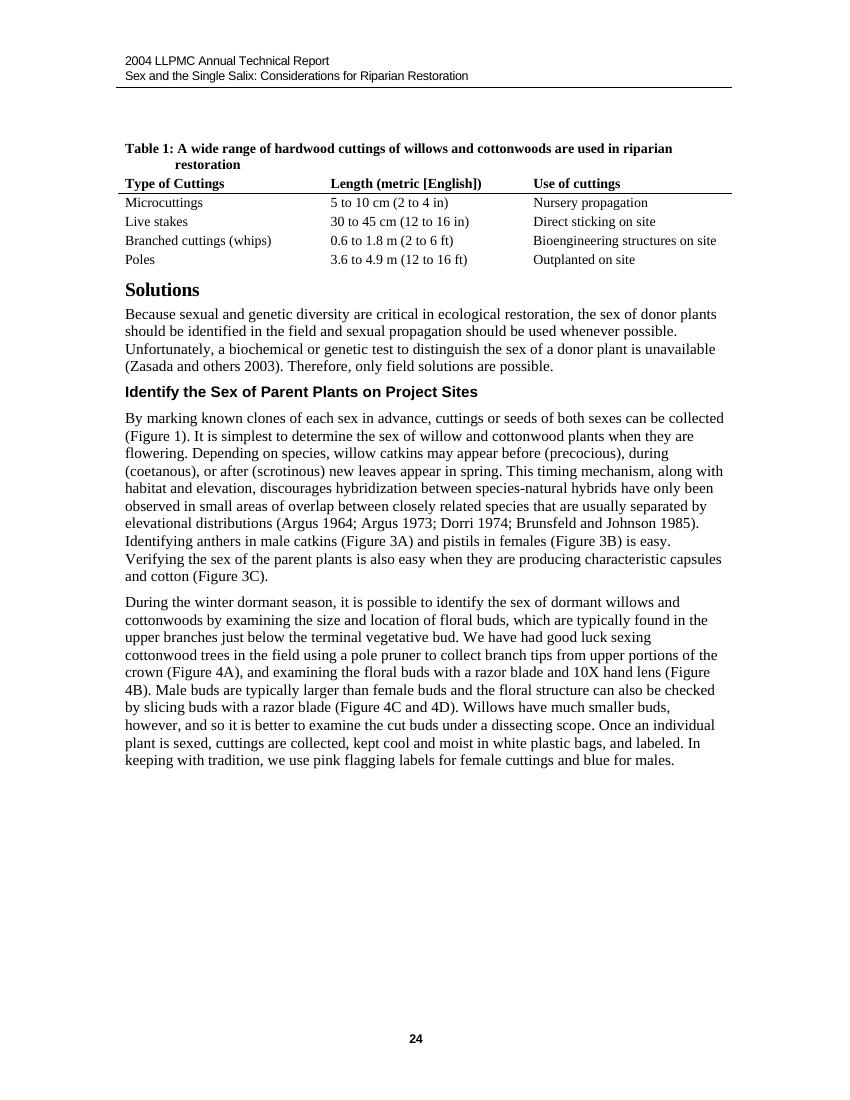 2004 LLPMC Annual Technical Report
Sex and the Single Salix: Considerations for Riparian Restoration
Table 1: A wide range of hardwood cuttings of willows and cottonwoods are used in riparian
restoration
Type of Cuttings Length (metric [English]) Use of cuttings
Microcuttings 5 to 10 cm (2 to 4 in) Nursery propagation
Live stakes 30 to 45 cm (12 to 16 in) Direct sticking on site
Branched cuttings (whips) 0.6 to 1.8 m (2 to 6 ft) Bioengineering structures on site
Poles 3.6 to 4.9 m (12 to 16 ft) Outplanted on site
Solutions
Because sexual and genetic diversity are critical in ecological restoration, the sex of donor plants
should be identified in the field and sexual propagation should be used whenever possible.
Unfortunately, a biochemical or genetic test to distinguish the sex of a donor plant is unavailable
(Zasada and others 2003). Therefore, only field solutions are possible.
Identify the Sex of Parent Plants on Project Sites
By marking known clones of each sex in advance, cuttings or seeds of both sexes can be collected
(Figure 1). It is simplest to determine the sex of willow and cottonwood plants when they are
flowering. Depending on species, willow catkins may appear before (precocious), during
(coetanous), or after (scrotinous) new leaves appear in spring. This timing mechanism, along with
habitat and elevation, discourages hybridization between species-natural hybrids have only been
observed in small areas of overlap between closely related species that are usually separated by
elevational distributions (Argus 1964; Argus 1973; Dorri 1974; Brunsfeld and Johnson 1985).
Identifying anthers in male catkins (Figure 3A) and pistils in females (Figure 3B) is easy.
Verifying the sex of the parent plants is also easy when they are producing characteristic capsules
and cotton (Figure 3C).
During the winter dormant season, it is possible to identify the sex of dormant willows and
cottonwoods by examining the size and location of floral buds, which are typically found in the
upper branches just below the terminal vegetative bud. We have had good luck sexing
cottonwood trees in the field using a pole pruner to collect branch tips from upper portions of the
crown (Figure 4A), and examining the floral buds with a razor blade and 10X hand lens (Figure
4B). Male buds are typically larger than female buds and the floral structure can also be checked
by slicing buds with a razor blade (Figure 4C and 4D). Willows have much smaller buds,
however, and so it is better to examine the cut buds under a dissecting scope. Once an individual
plant is sexed, cuttings are collected, kept cool and moist in white plastic bags, and labeled. In
keeping with tradition, we use pink flagging labels for female cuttings and blue for males.
24